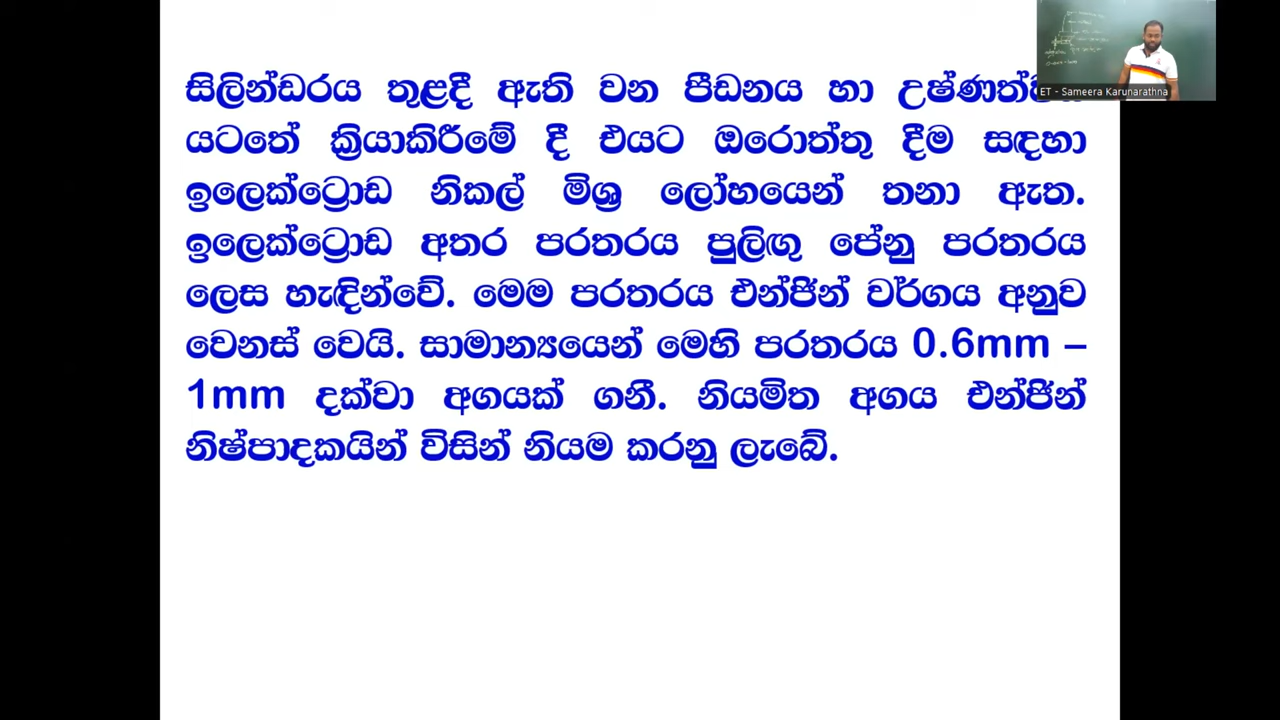 සිලින්ඩරය තුළදී ඇති වන පීඩනය හා
යටතේ ක්‍රියාකිරීමේ දී එයට ඔරොත්තු දීම සඳහා
ඉලෙක්ට්‍රොඩ නිකල් මිශ්‍ර ලෝහයෙන් තනා ඇත.
ඉලෙක්ට්‍රොඩ අතර පරතරය පුලිඟු පේනු පරතරය
ලෙස හැඳින්වේ. මෙම පරතරය එන්ජින් වර්ගය අනුව
වෙනස් වෙයි. සාමාන්‍යයෙන් මෙහි පරතරය 0.6mm –
1mm දක්වා අගයක් ගනී. නියමිත අගය එන්ජින්
නිෂ්පාදකයින් විසින් නියම කරනු ලැබේ.
ET - Sameera Karunarathna